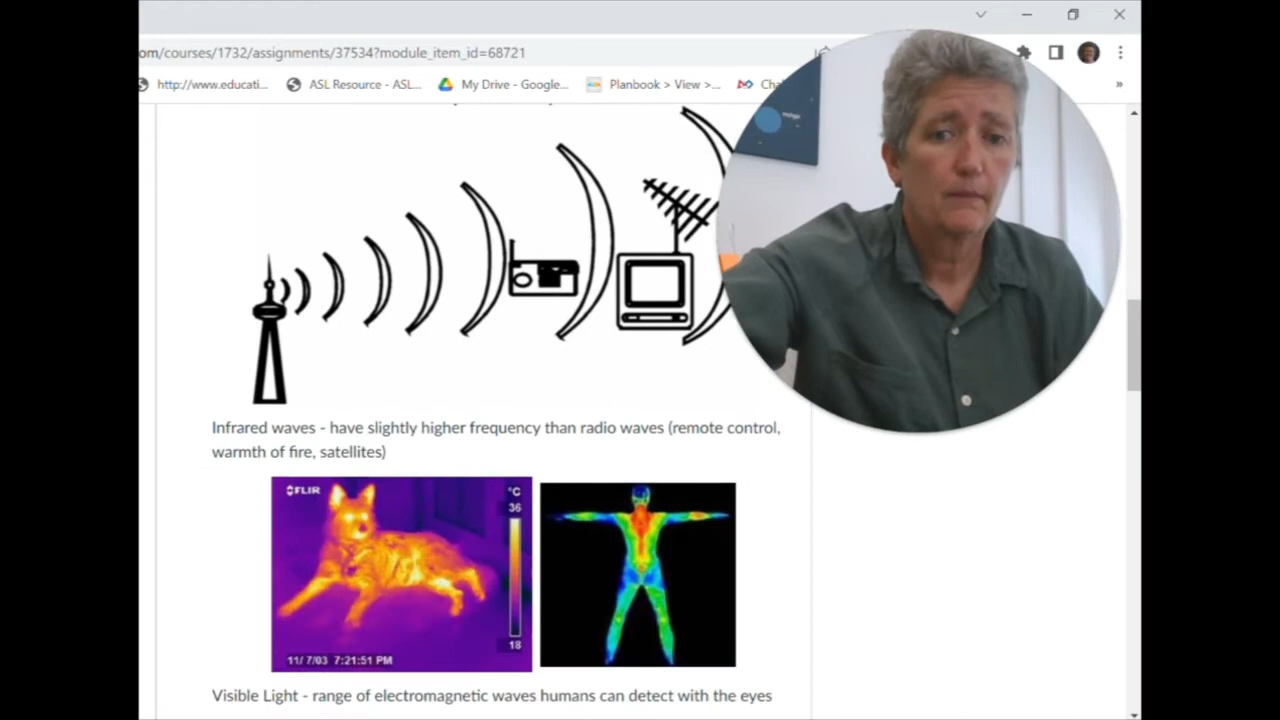 om/courses/1732/assignments/37534?module_item_id=68721
http://www.educati...
ASL Resource - ASL...
My Drive - Google...
Planbook > View >...
Cha
»
Infrared waves - have slightly higher frequency than radio waves (remote control,
warmth of fire, satellites)
FLIR
°C
36
18
11/ 7/03 7:21:51 PM
Visible Light - range of electromagnetic waves humans can detect with the eyes